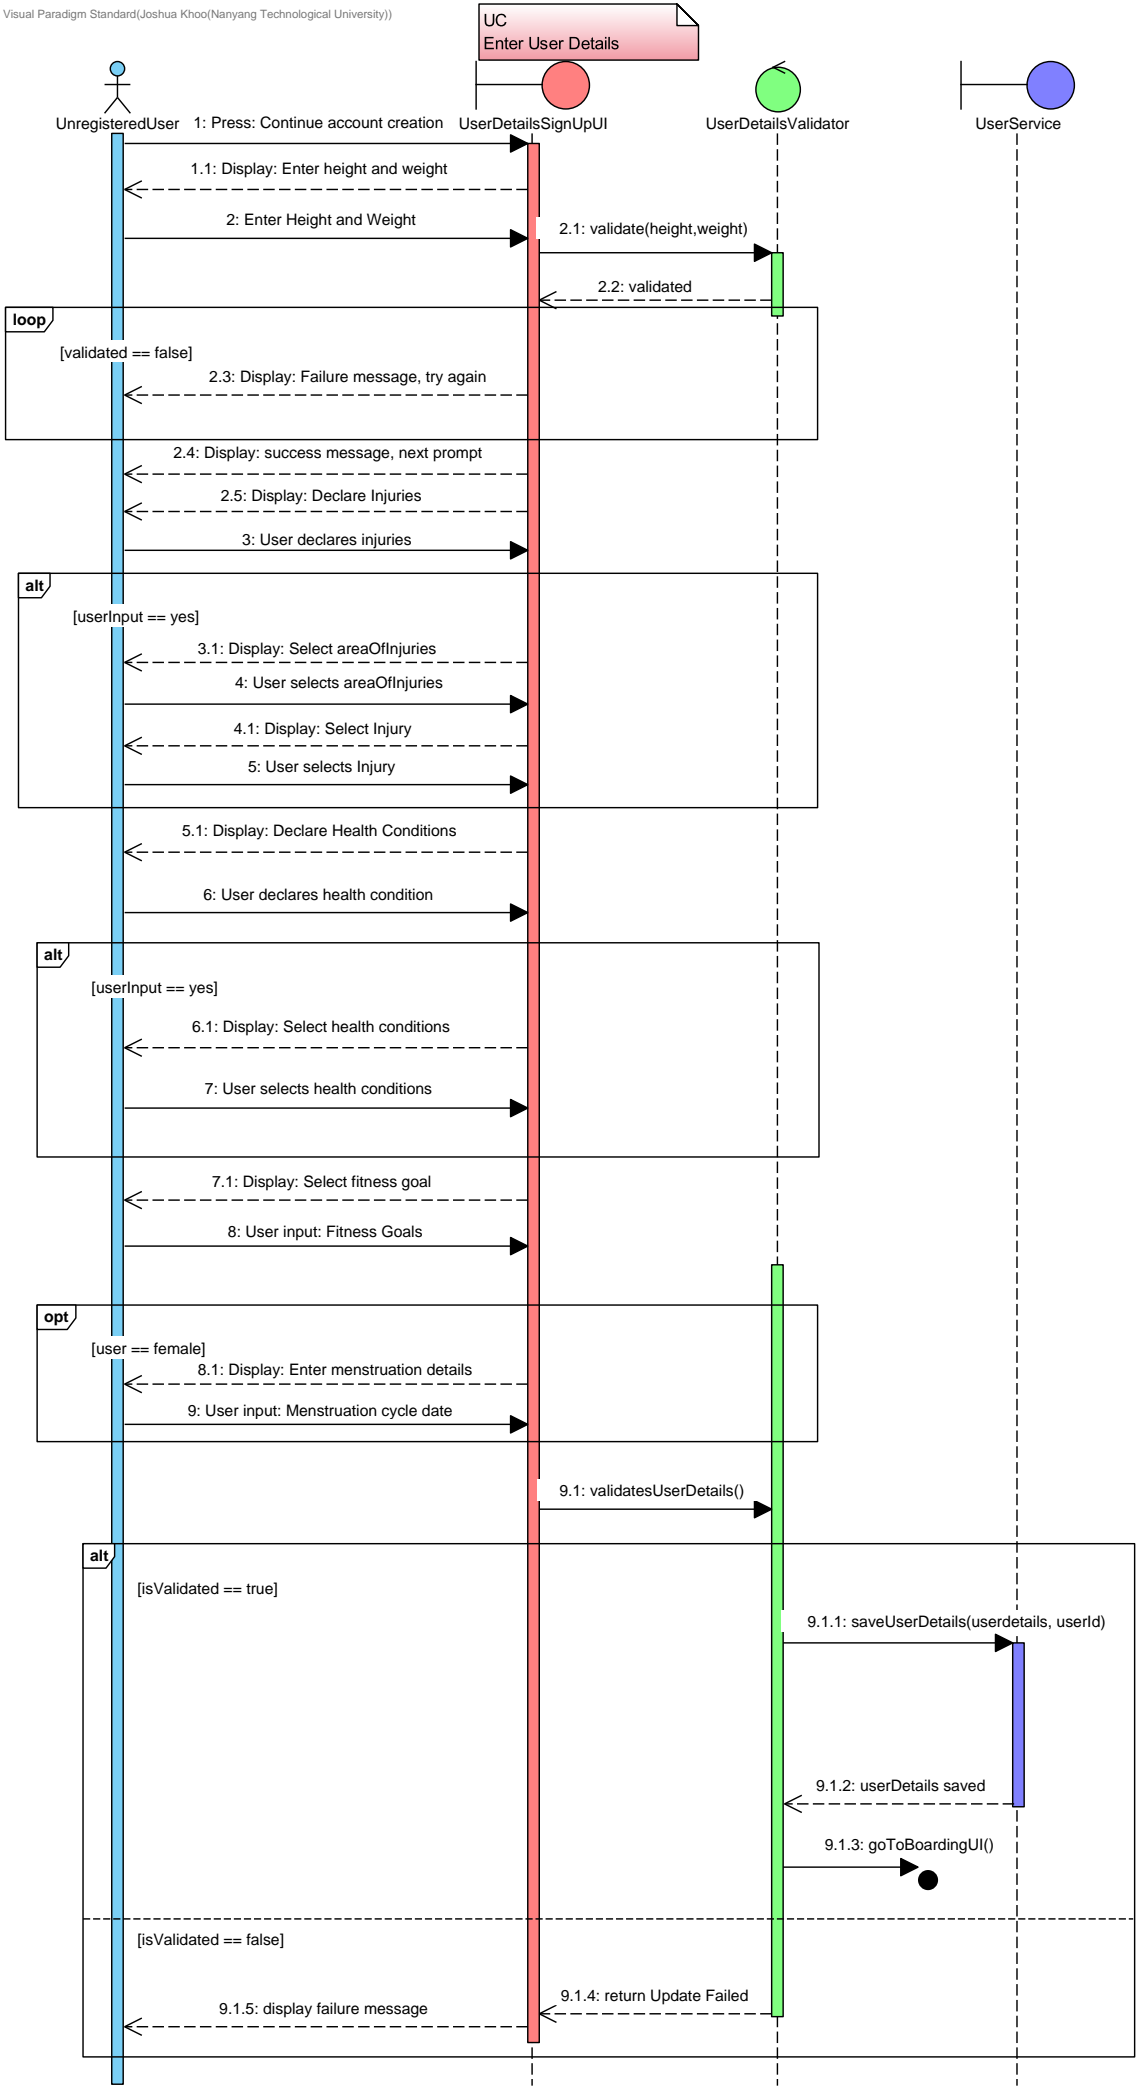 Visual Paradigm Standard(Joshua Khoo(Nanyang Technological University))
UC
Enter User Details
UnregisteredUser
UserDetailsSignUpUI
UserDetailsValidator
UserService
1: Press: Continue account creation
1.1: Display: Enter height and weight
2: Enter Height and Weight
2.1: validate(height,weight)
2.2: validated
loop
[validated == false]
2.3: Display: Failure message, try again
2.4: Display: success message, next prompt
2.5: Display: Declare Injuries
3: User declares injuries
alt
[userInput == yes]
3.1: Display: Select areaOfInjuries
4: User selects areaOfInjuries
4.1: Display: Select Injury
5: User selects Injury
5.1: Display: Declare Health Conditions
6: User declares health condition
alt
[userInput == yes]
6.1: Display: Select health conditions
7: User selects health conditions
7.1: Display: Select fitness goal
8: User input: Fitness Goals
opt
[user == female]
8.1: Display: Enter menstruation details
9: User input: Menstruation cycle date
9.1: validatesUserDetails()
alt
[isValidated == true]
9.1.1: saveUserDetails(userdetails, userId)
9.1.2: userDetails saved
9.1.3: goToBoardingUI()
[isValidated == false]
9.1.4: return Update Failed
9.1.5: display failure message